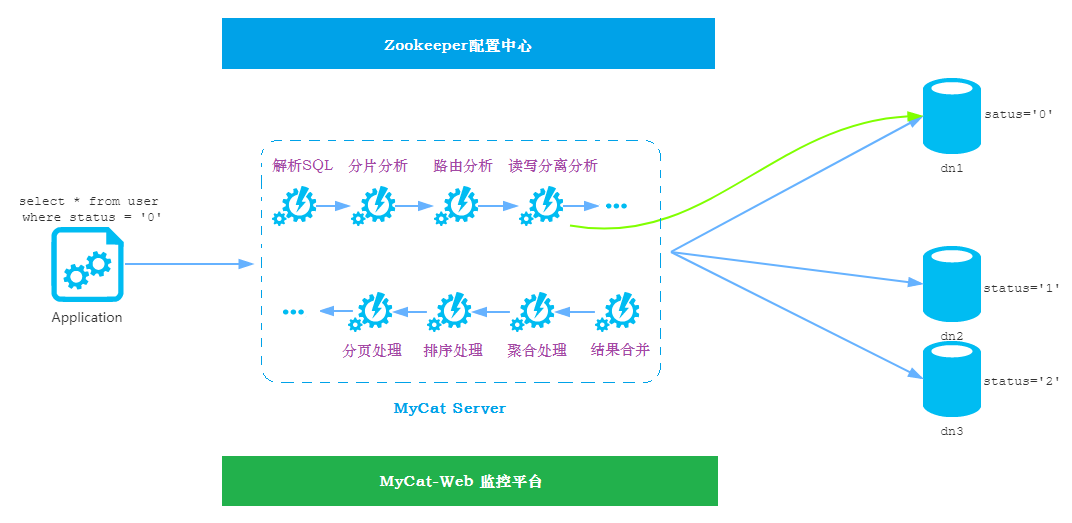 Zookeeper配置中心
解析SQL
分片分析
路由分析
读写分离分析
select * from user
where status = '0'
Application
分页处理
排序处理
聚合处理
结果合并
MyCat Server
satus='0'
dn1
status='1'
dn2
status='2'
dn3
MyCat-Web 监控平台